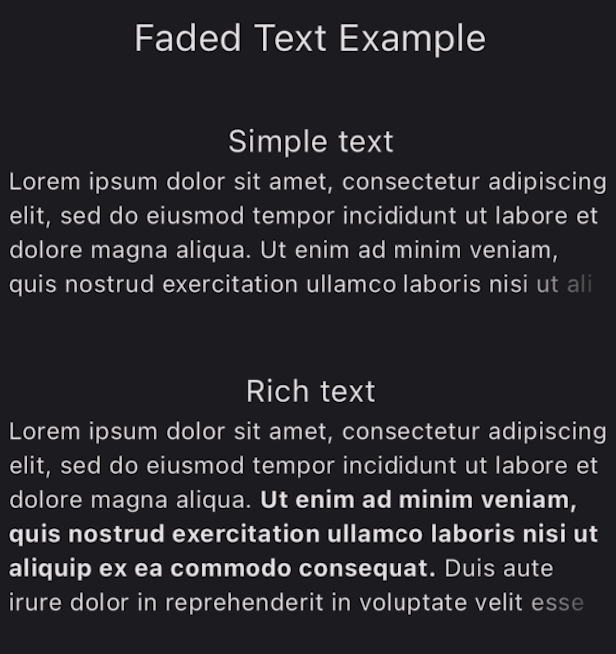 Faded Text Example
Simple text
Lorem ipsum dolor sit amet, consectetur adipiscing
elit, sed do eiusmod tempor incididunt ut labore et
dolore magna aliqua. Ut enim ad minim veniam,
quis nostrud exercitation ullamco laboris nisi ut ali
Rich text
Lorem ipsum dolor sit amet, consectetur adipiscing
elit, sed do eiusmod tempor incididunt ut labore et
dolore magna aliqua. Ut enim ad minim veniam,
quis nostrud exercitation ullamco laboris nisi ut
aliquip ex ea commodo consequat. Duis aute
irure dolor in reprehenderit in voluptate velit esse